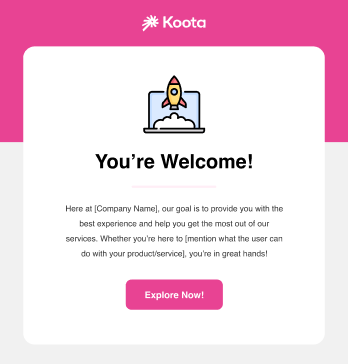 Koota
You're Welcome!
Here at [Company Name], our goal is to provide you with the
best experience and help you get the most out of our
services. Whether you're here to [mention what the user can
do with your product/service], you're in great hands!
Explore Now!